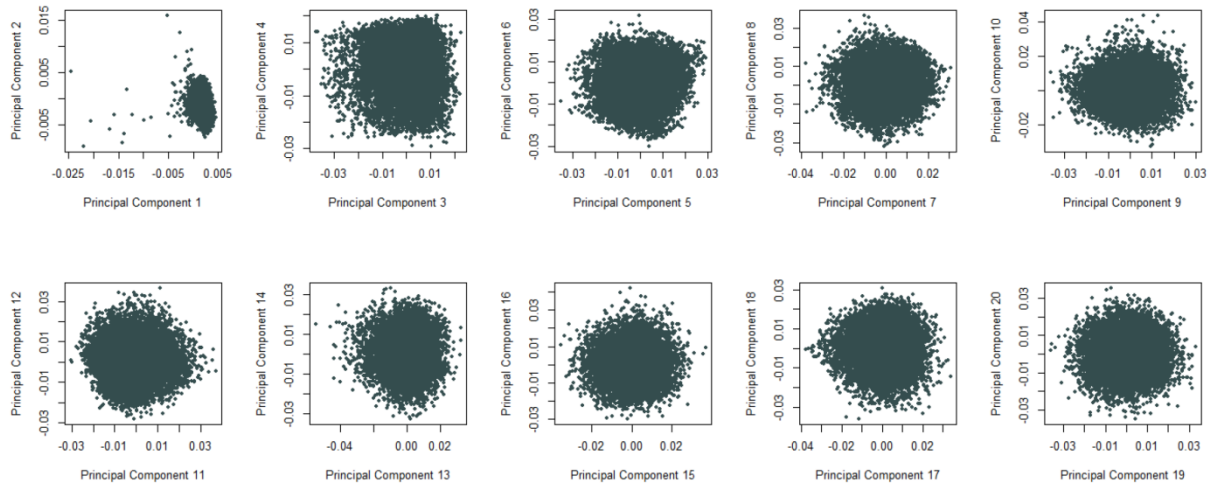 Principal Component 2
0.015
0.005
-0.005
-0.025 -0.015 -0.005 0.005
Principal Component 1
Principal Component 4
0.01
-0.01
-0.03
-0.03 -0.01 0.01
Principal Component 3
Principal Component 6
0.03
0.01
-0.01
-0.03
-0.03 -0.01 0.01 0.03
Principal Component 5
Principal Component 8
0.03
0.01
-0.01
-0.03
-0.04 -0.02 0.00 0.02
Principal Component 7
Principal Component 10
0.04
0.02
0.00
-0.02
-0.03 -0.01 0.01 0.03
Principal Component 9
Principal Component 12
0.03
0.01
-0.01
-0.03
-0.03 -0.01 0.01 0.03
Principal Component 11
Principal Component 14
0.03
0.01
-0.01
-0.03
-0.04 0.00 0.02
Principal Component 13
Principal Component 16
0.04
0.02
0.00
-0.02
-0.02 0.00 0.02
Principal Component 15
Principal Component 18
0.03
0.01
-0.01
-0.03
-0.04 -0.02 0.00 0.02
Principal Component 17
Principal Component 20
0.03
0.01
-0.01
-0.03
-0.03 -0.01 0.01 0.03
Principal Component 19